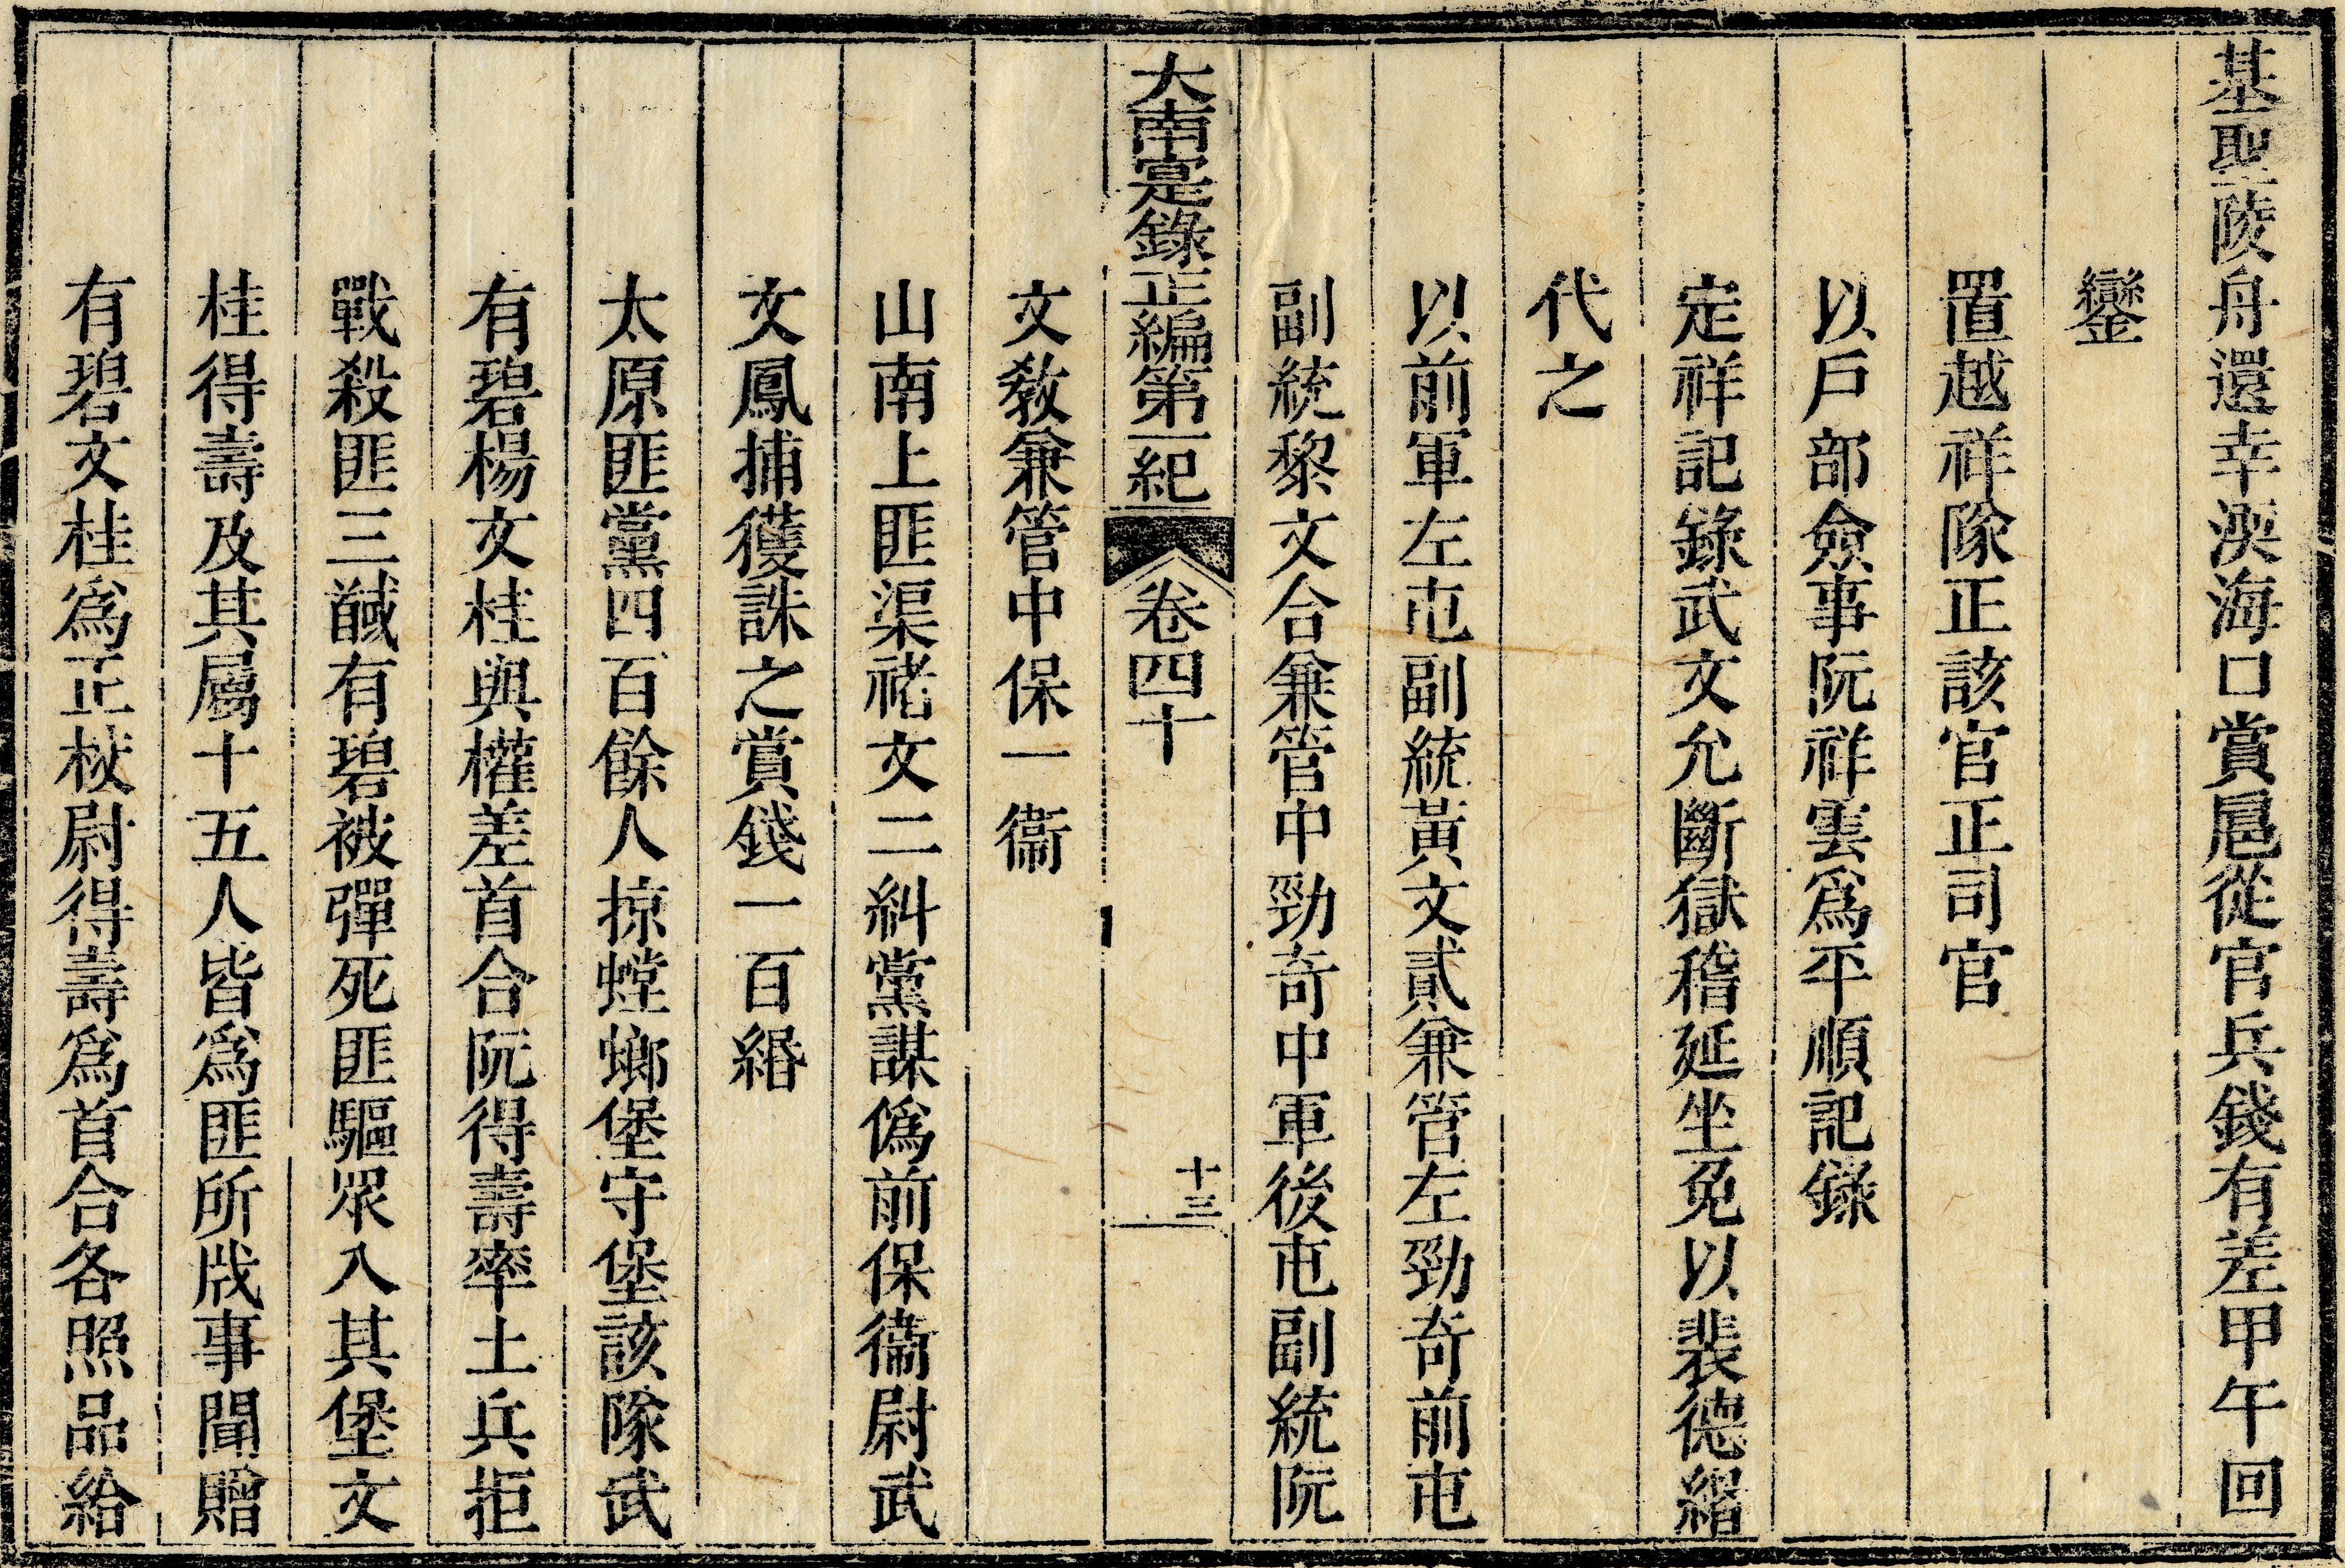 基聖陵舟還幸淎海口賞扈從官兵錢有差甲午回
鑾
置越祥隊正該官正司官
以戶部僉事阮祥雲爲平順記錄
定祥記錄武文允斷獄稽延坐免以裴德緡
代之
以前軍左屯副統黃文貳兼管左勁奇前屯
副統黎文合兼管中勁奇中軍後屯副統阮
大南寔錄正編第一紀 卷四十 十三
文教兼管中保一衞
山南上匪渠禇文二糾黨謀僞前保衞尉武
文鳳捕獲誅之賞錢一百緡
太原匪黨四百餘人掠螳螂堡守堡該隊武
有碧楊文桂與權差首合阮得壽率土兵拒
戰殺匪三馘有碧被彈死匪驅眾入其堡文
桂得壽及其屬十五人皆爲匪所戕事聞贈
有碧文桂爲正校尉得壽爲首合各照品給